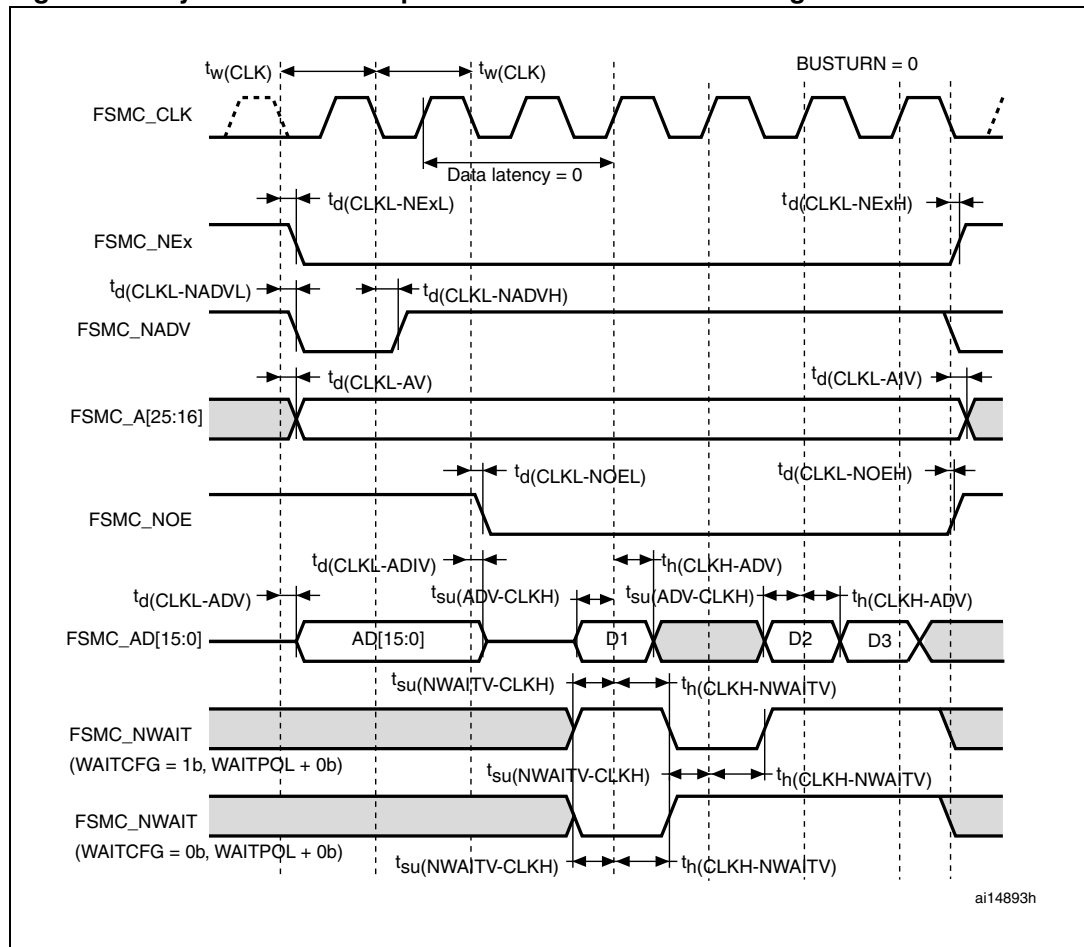 BUSTURN = 0
tw(CLK) tw(CLK)
FSMC_CLK
Data latency = 0
td(CLKL-NExL) td(CLKL-NExH)
FSMC_NEx
td(CLKL-NADVL) td(CLKL-NADVH)
FSMC_NADV
td(CLKL-AV) td(CLKL-AIV)
FSMC_A[25:16]
td(CLKL-NOEL) td(CLKL-NOEH)
FSMC_NOE
td(CLKL-ADIV) th(CLKH-ADV)
td(CLKL-ADV) tsu(ADV-CLKH) tsu(ADV-CLKH) th(CLKH-ADV)
FSMC_AD[15:0] AD[15:0] D1 D2 D3
tsu(NWAITV-CLKH) th(CLKH-NWAITV)
FSMC_NWAIT
(WAITCFG = 1b, WAITPOL + 0b)
tsu(NWAITV-CLKH) th(CLKH-NWAITV)
FSMC_NWAIT
(WAITCFG = 0b, WAITPOL + 0b)
tsu(NWAITV-CLKH) th(CLKH-NWAITV)
ai14893h